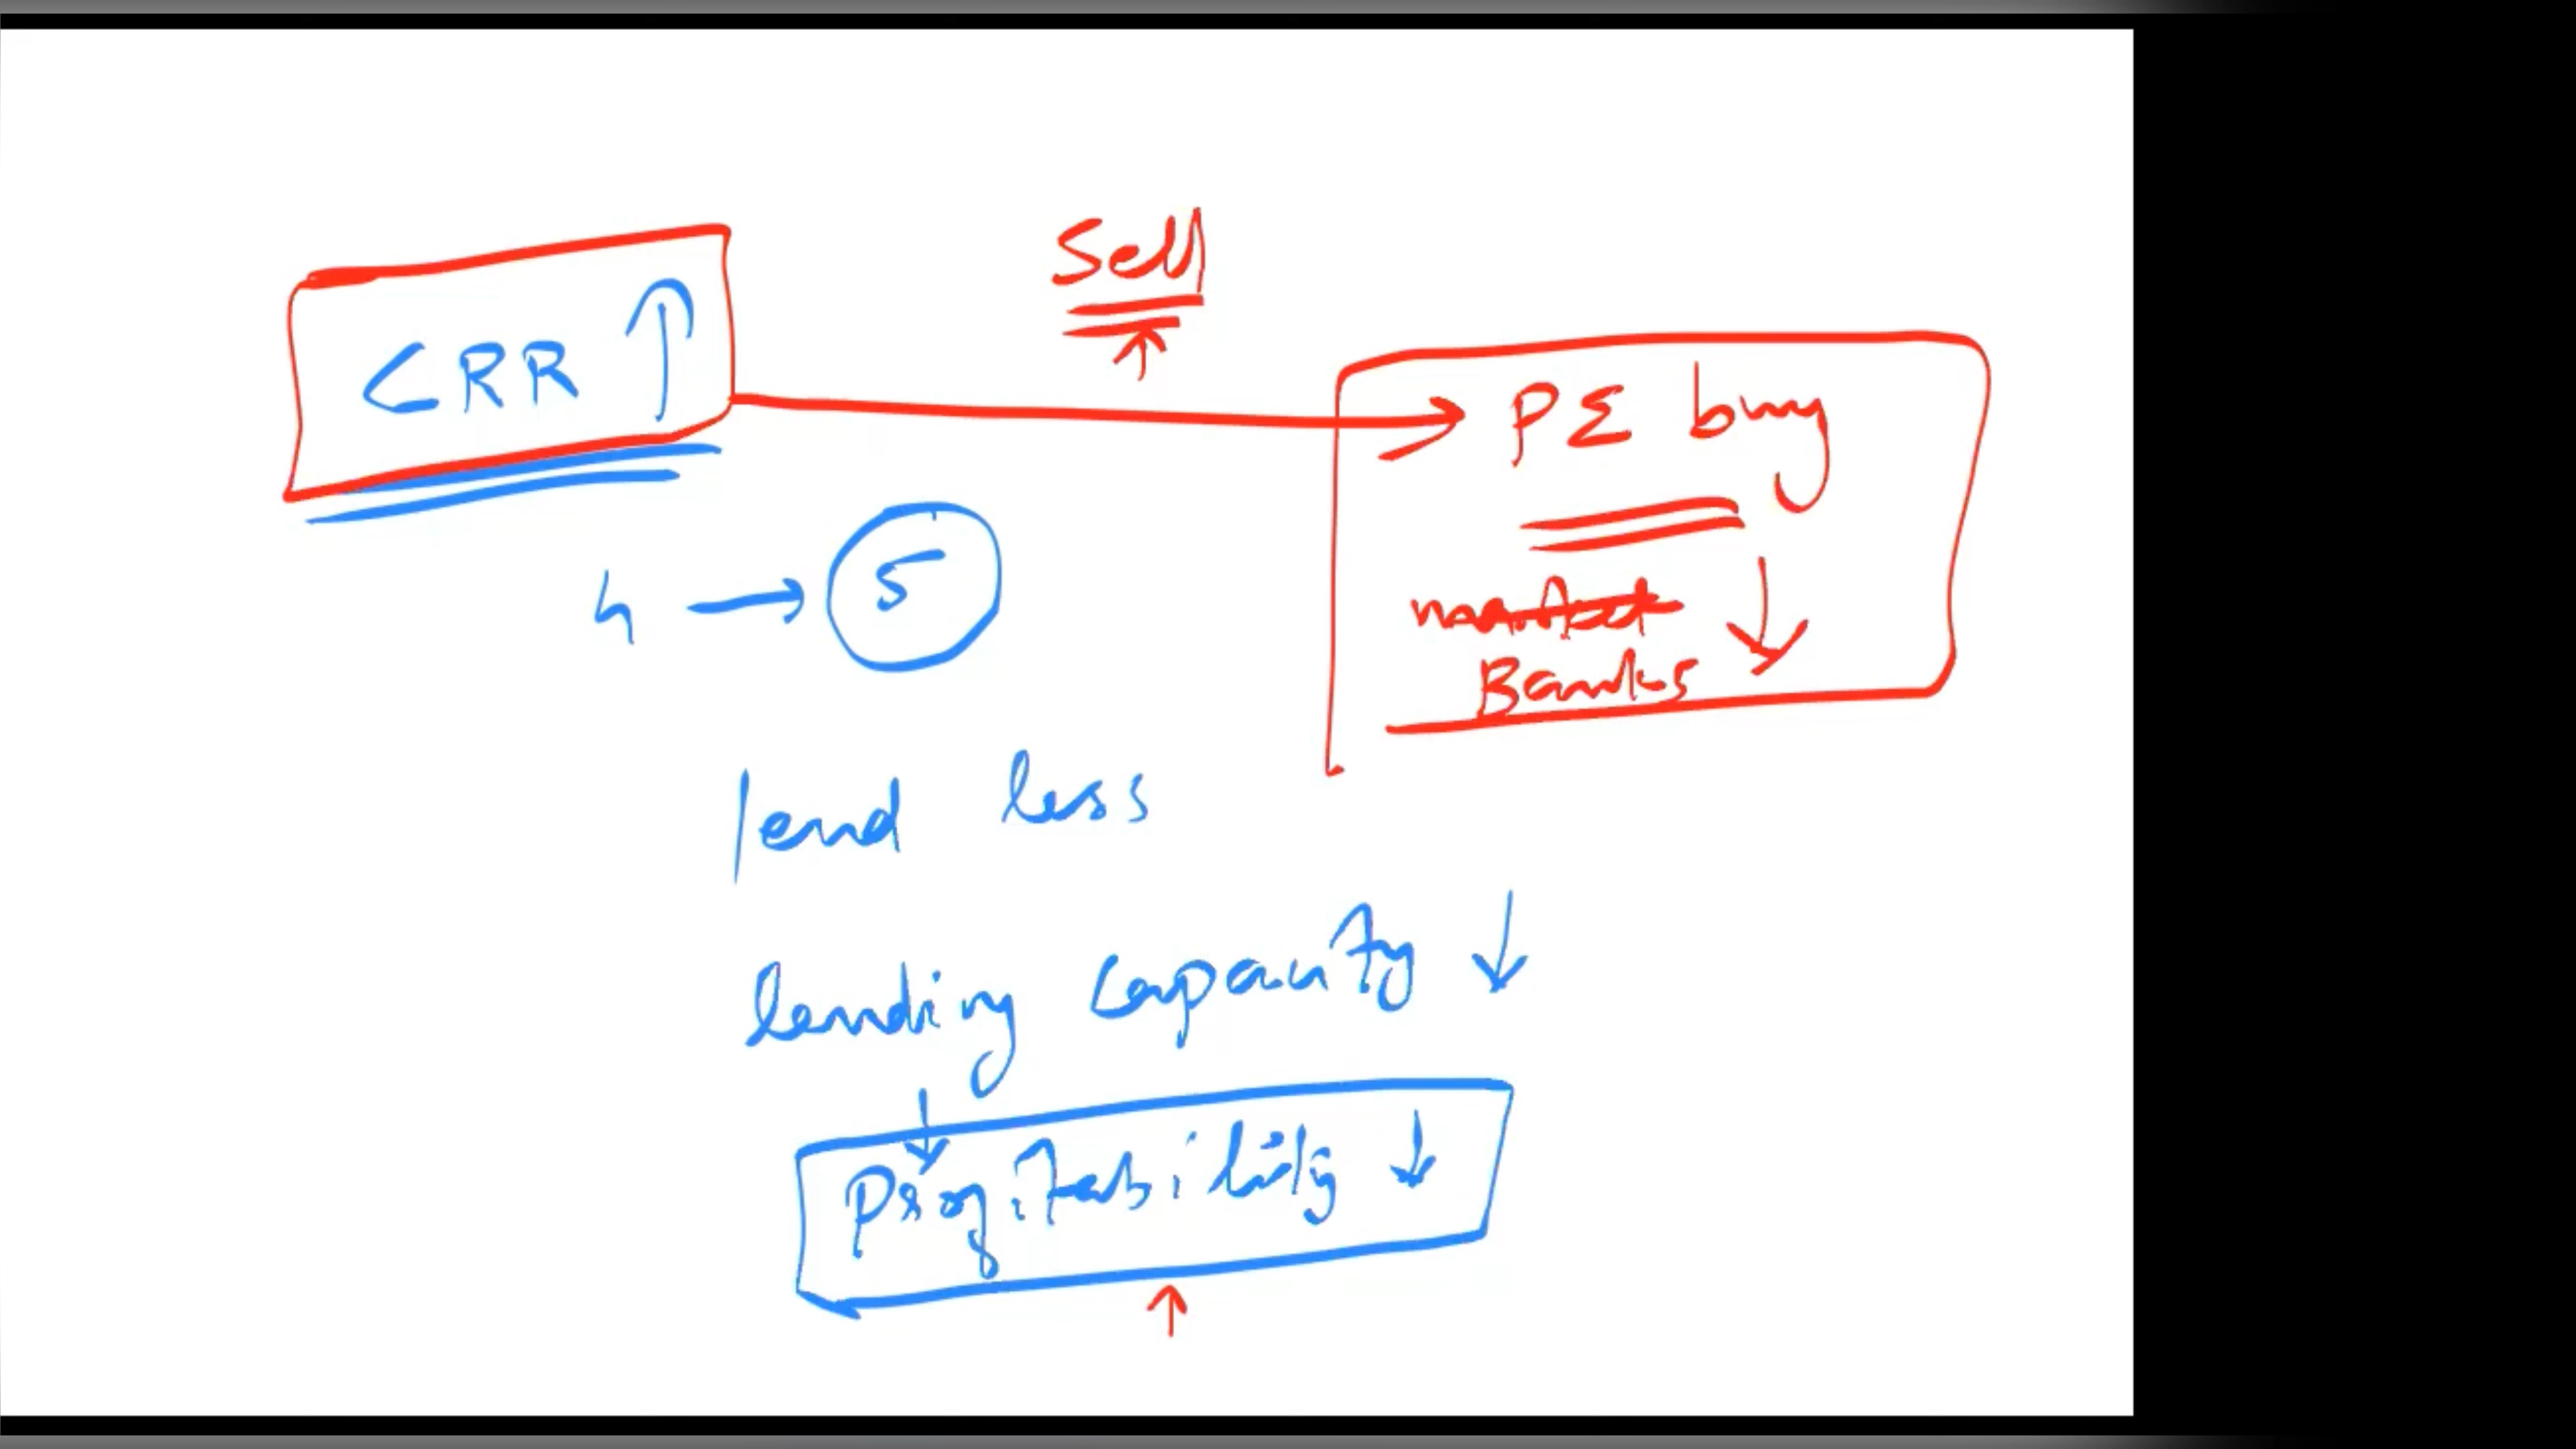 Sell
CRR ↑
PE buy
4 → 5
market
Banks ↓
lend less
lending capacity ↓
↓
Profitability ↓